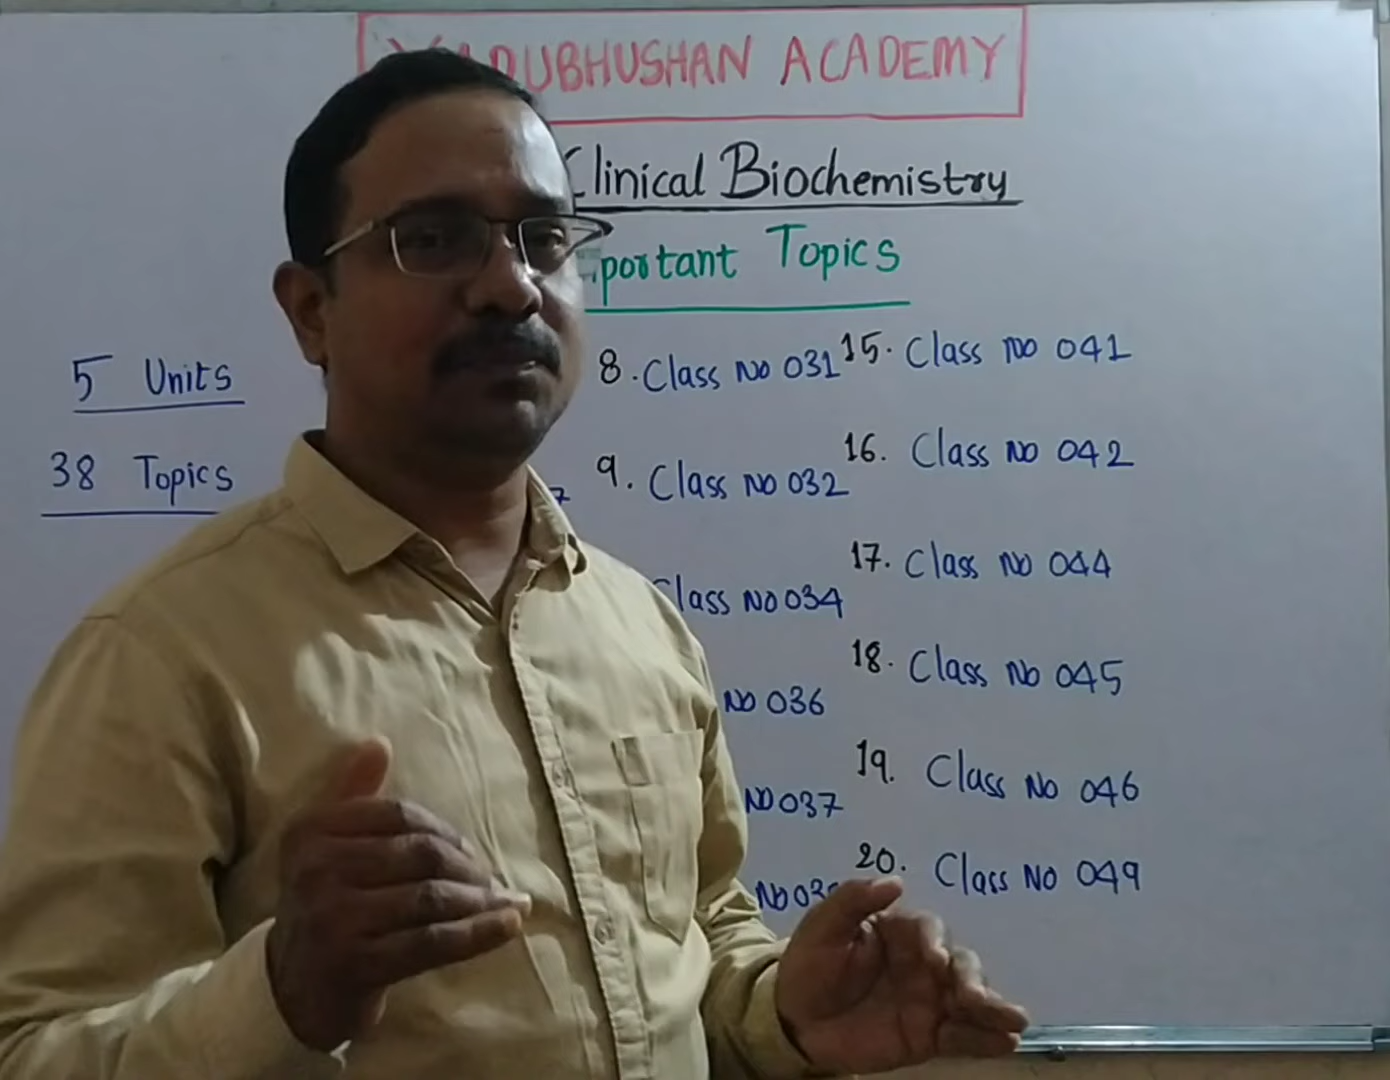 ACADEMY
Clinical Biochemistry
Topics
5 Units
38 Topics
8. Class No 031
9. Class No 032
Class No 034
No 036
No 037
No
15. Class No 041
16. Class No 042
17. Class No 044
18. Class No 045
19. Class No 046
20. Class No 049